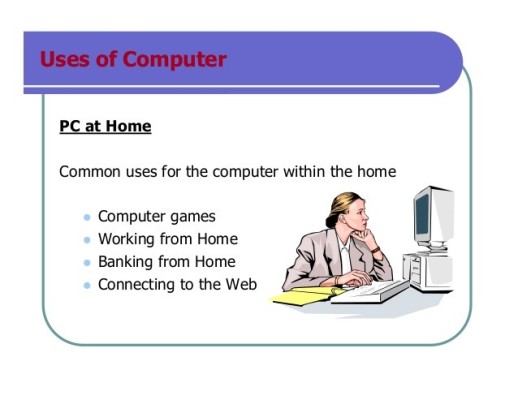 Uses of Computer
PC at Home
Common uses for the computer within the home
Computer games
Working from Home
Banking from Home
Connecting to the Web